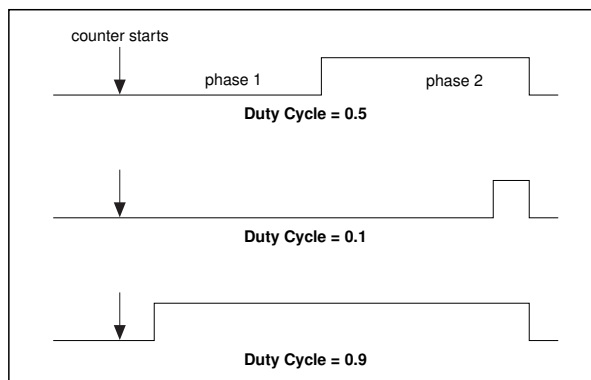 counter starts
phase 1
phase 2
Duty Cycle = 0.5
Duty Cycle = 0.1
Duty Cycle = 0.9